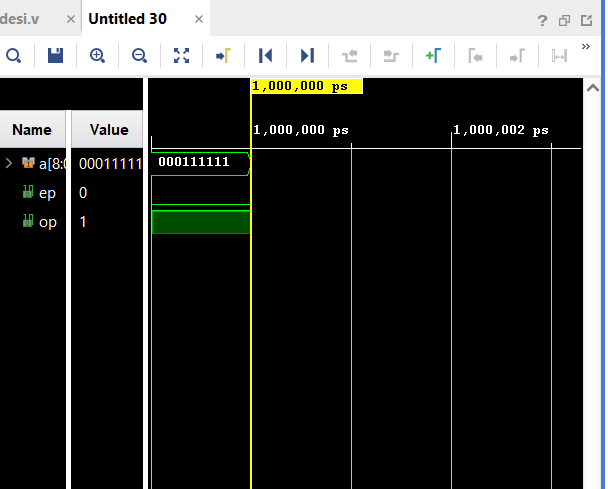 desi.v × Untitled 30 × ?
»
1,000,000 ps
Name Value 1,000,000 ps 1,000,002 ps
> a[8:0 00011111 000111111
ep 0
op 1